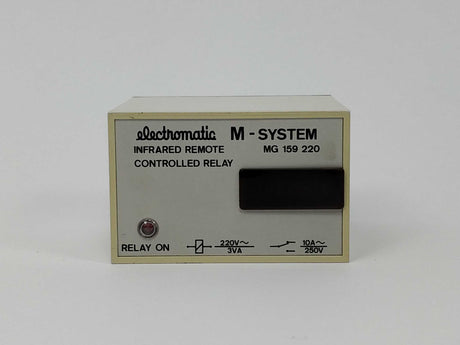 electromatic M-SYSTEM
INFRARED REMOTE MG 159 220
CONTROLLED RELAY
RELAY ON 220V~ 10A~
3VA 250V